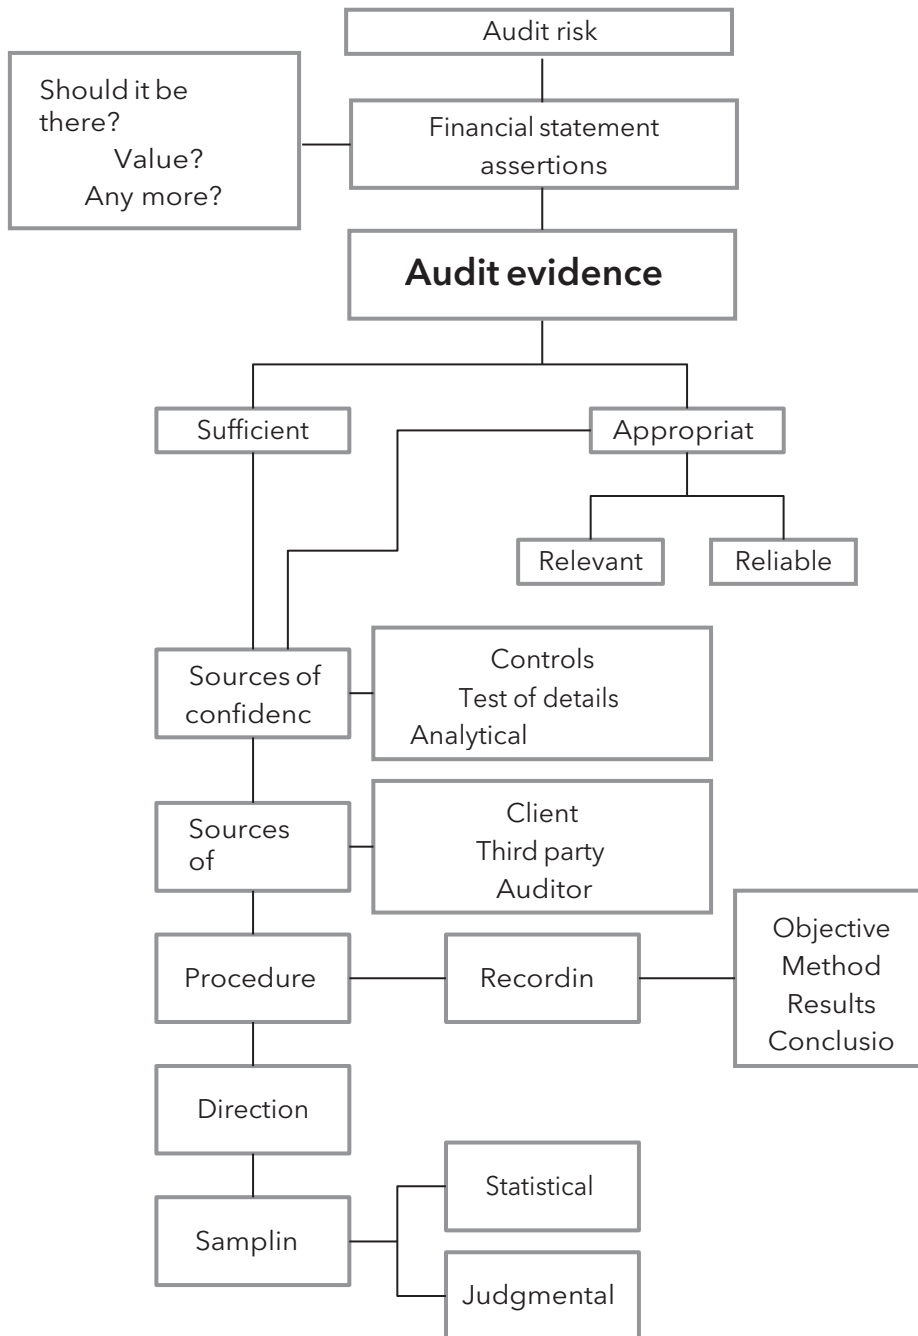 Audit risk
Should it be
there?
Value?
Any more?
Financial statement
assertions
Audit evidence
Sufficient
Appropriat
Relevant
Reliable
Sources of
confidenc
Controls
Test of details
Analytical
Sources
of
Client
Third party
Auditor
Procedure
Recordin
Objective
Method
Results
Conclusio
Direction
Samplin
Statistical
Judgmental